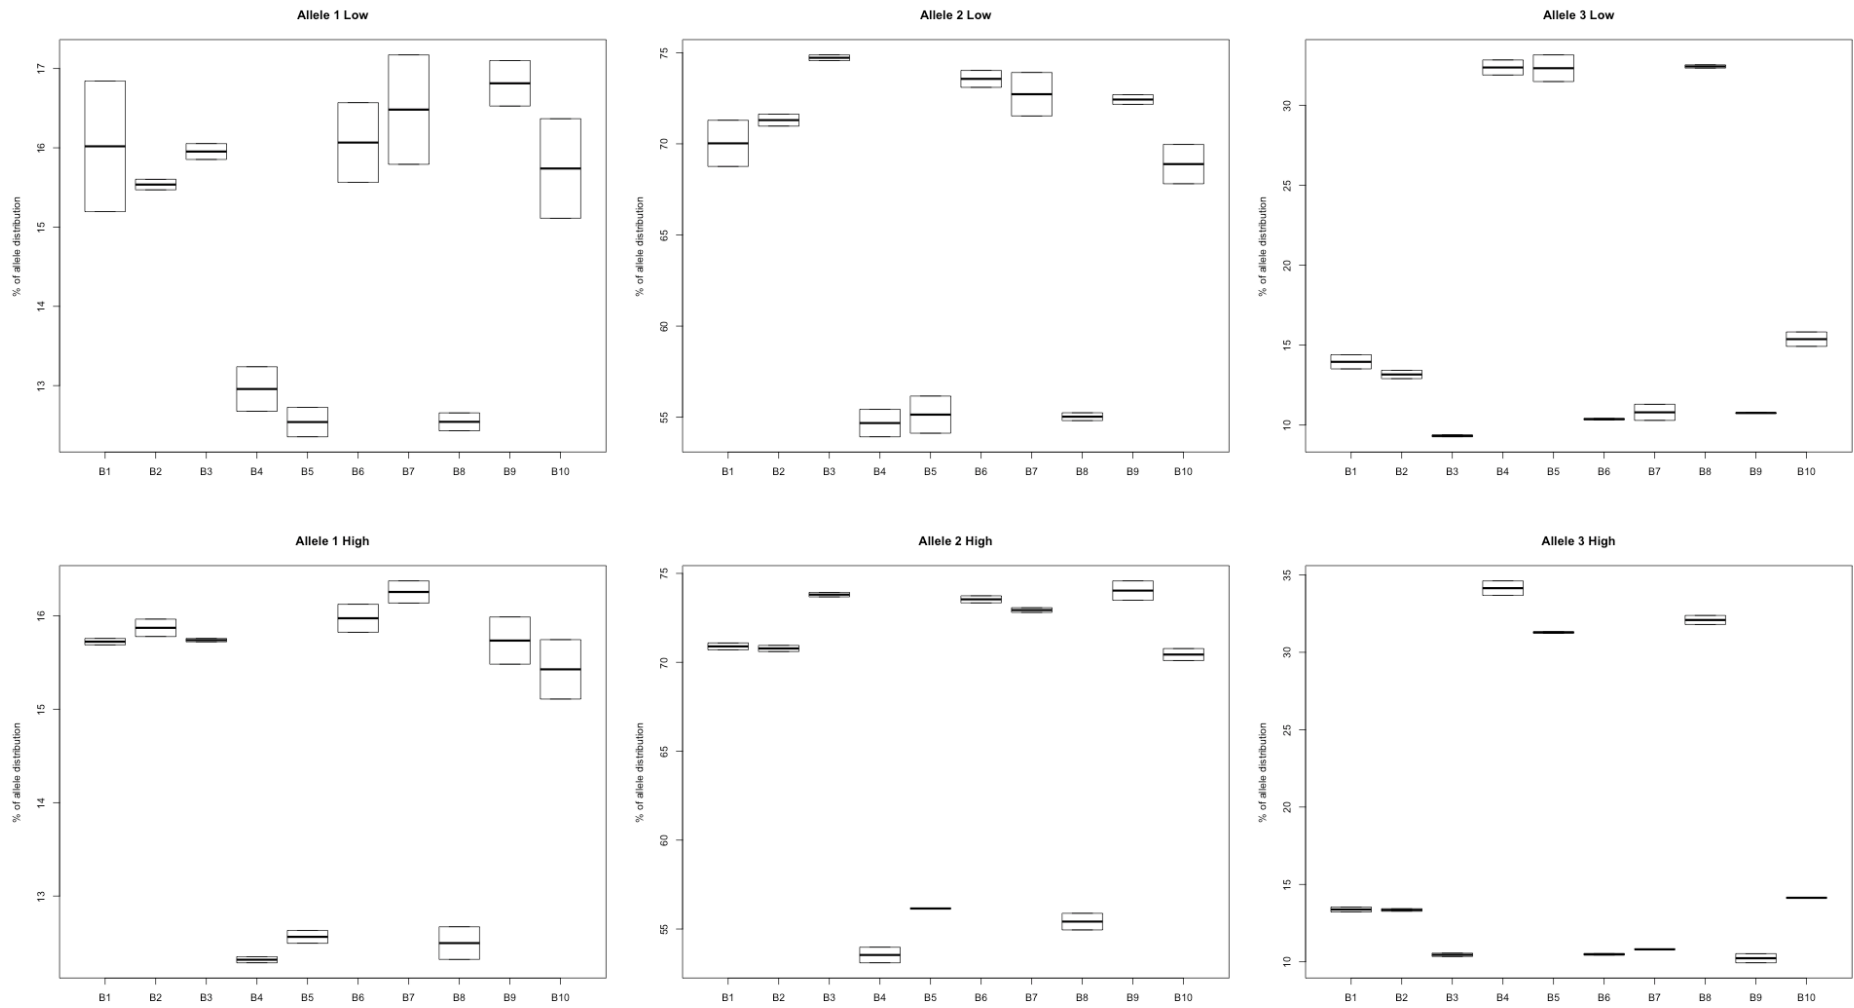 Allele 1 Low
% of allele distribution
17
16
15
14
13
B1 B2 B3 B4 B5 B6 B7 B8 B9 B10
Allele 2 Low
% of allele distribution
75
70
65
60
55
B1 B2 B3 B4 B5 B6 B7 B8 B9 B10
Allele 3 Low
% of allele distribution
30
25
20
15
10
B1 B2 B3 B4 B5 B6 B7 B8 B9 B10
Allele 1 High
% of allele distribution
16
15
14
13
B1 B2 B3 B4 B5 B6 B7 B8 B9 B10
Allele 2 High
% of allele distribution
75
70
65
60
55
B1 B2 B3 B4 B5 B6 B7 B8 B9 B10
Allele 3 High
% of allele distribution
35
30
25
20
15
10
B1 B2 B3 B4 B5 B6 B7 B8 B9 B10